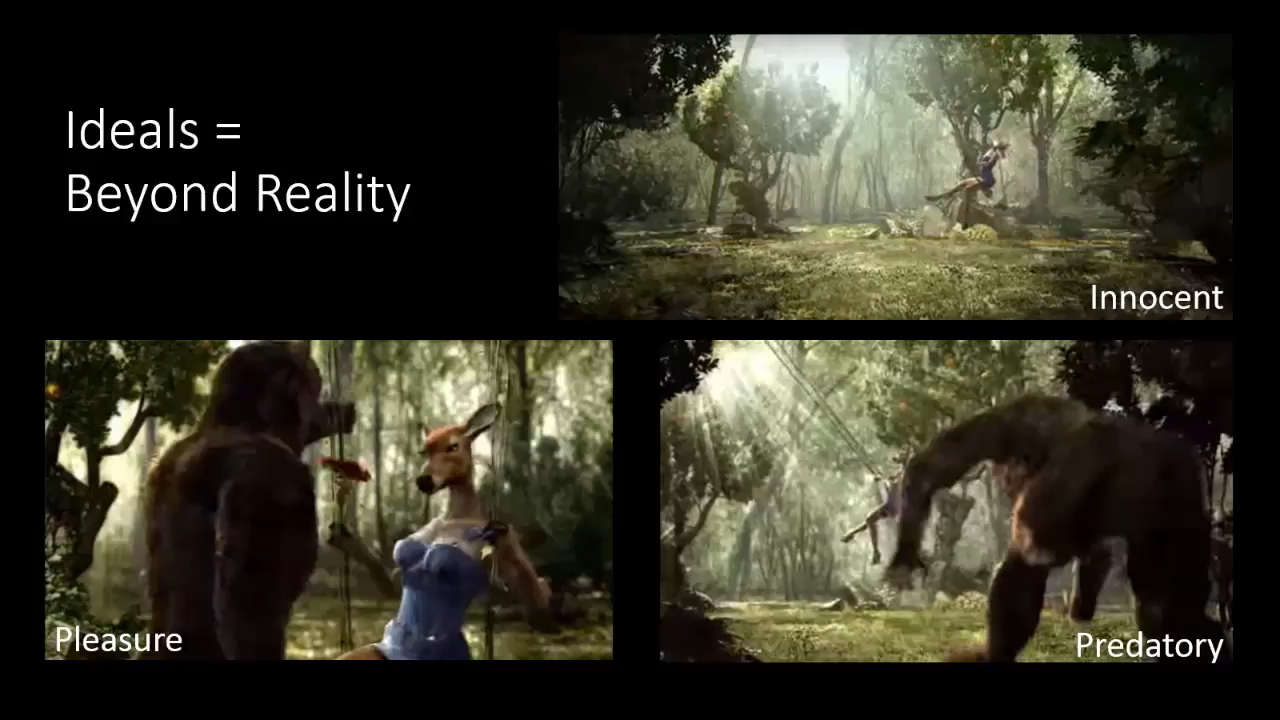 Ideals =
Beyond Reality
Innocent
Pleasure
Predatory